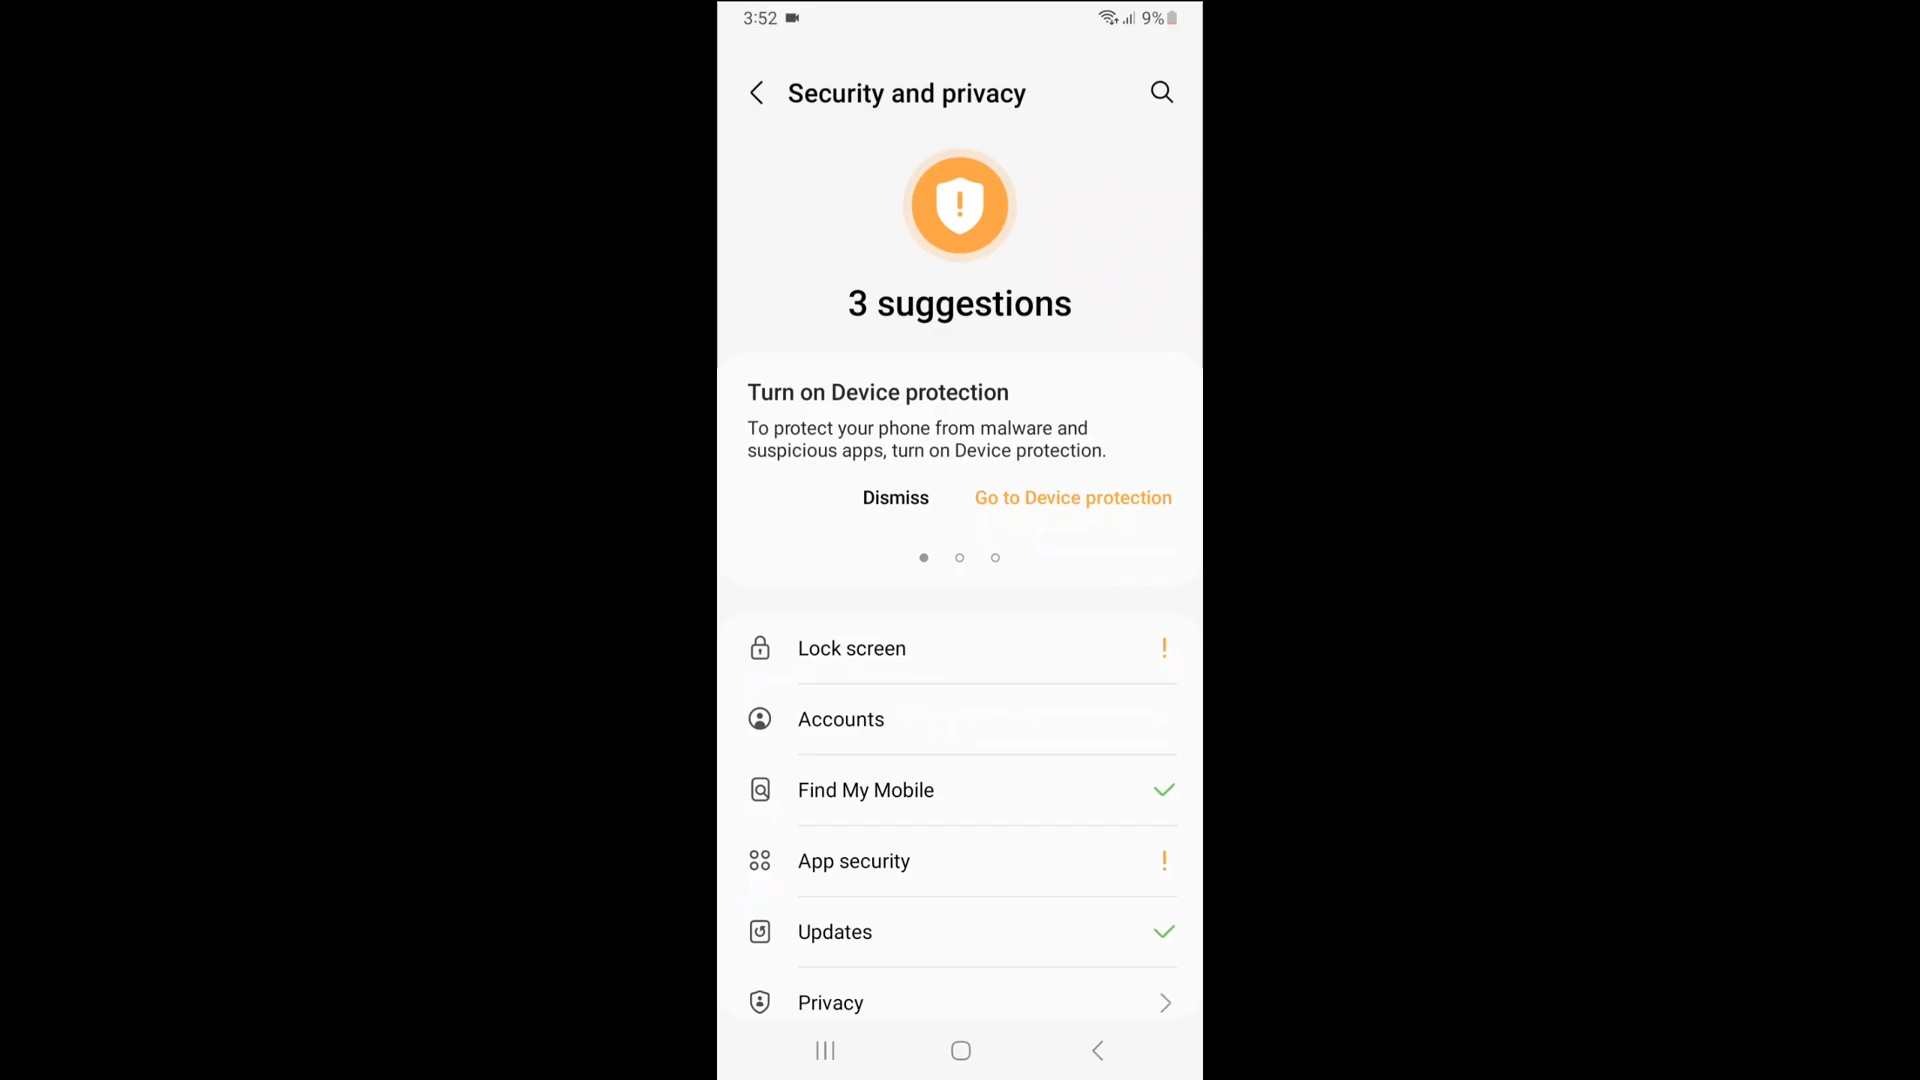 3:52
9%
Security and privacy
3 suggestions
Turn on Device protection
To protect your phone from malware and
suspicious apps, turn on Device protection.
Dismiss
Go to Device protection
Lock screen
Accounts
Find My Mobile
App security
Updates
Privacy